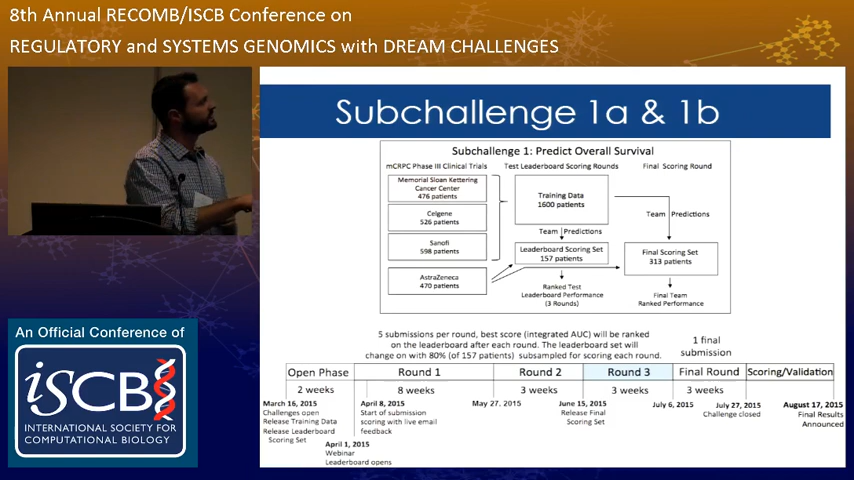 8th Annual RECOMB/ISCB Conference on
REGULATORY and SYSTEMS GENOMICS with DREAM CHALLENGES
Subchallenge 1a & 1b
Subchallenge 1: Predict Overall Survival
mCRPC Phase III Clinical Trials
Test Leaderboard Scoring Rounds
Final Scoring Round
Memorial Sloan Kettering
Cancer Center
476 patients
Celgene
526 patients
Sanofi
598 patients
AstraZeneca
470 patients
Training Data
1600 patients
Team Predictions
Team Predictions
Leaderboard Scoring Set
157 patients
Final Scoring Set
313 patients
Ranked Test
Leaderboard Performance
(3 Rounds)
Final Team
Ranked Performance
5 submissions per round, best score (integrated AUC) will be ranked
on the leaderboard after each round. The leaderboard set will
change on with 80% (of 157 patients) subsampled for scoring each round.
1 final
submission
Open Phase Round 1 Round 2 Round 3 Final Round Scoring/Validation
2 weeks 8 weeks 3 weeks 3 weeks 3 weeks
March 16, 2015
Challenges open
Release Training Data
Release Leaderboard
Scoring Set
April 1, 2015
Webinar
Leaderboard opens
April 8, 2015
Start of submission
scoring with live email
feedback
May 27, 2015
June 15, 2015
Release Final
Scoring Set
July 6, 2015
July 27, 2015
Challenge closed
August 17, 2015
Final Results
Announced
An Official Conference of
iSCB
INTERNATIONAL SOCIETY FOR
COMPUTATIONAL BIOLOGY